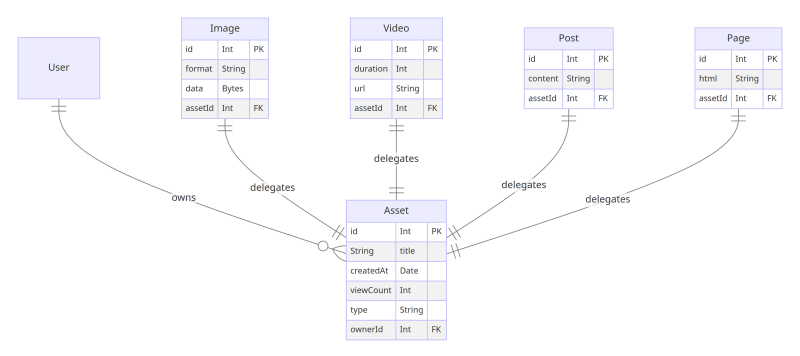 User
Image
id Int PK
format String
data Bytes
assetId Int FK
Video
id Int PK
duration Int
url String
assetId Int FK
Post
id Int PK
content String
assetId Int FK
Page
id Int PK
html String
assetId Int FK
owns
delegates
delegates
delegates
delegates
Asset
id Int PK
String title
createdAt Date
viewCount Int
type String
ownerId Int FK